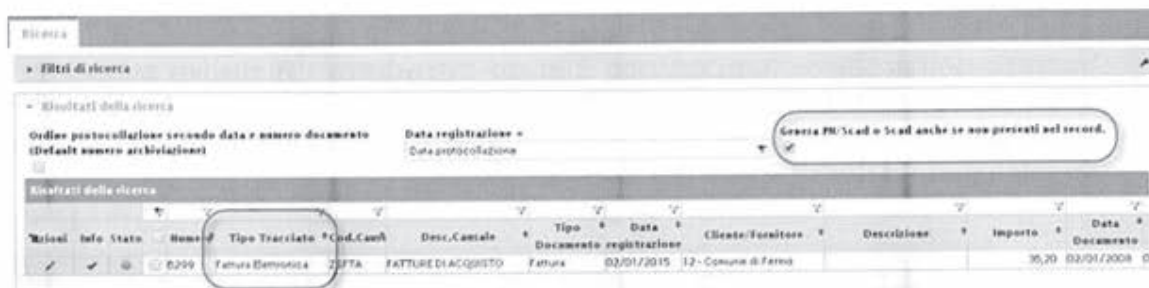 Ricerca
Filtri di ricerca
Risultati della ricerca
Ordine protocollazione secondo data e numero documento (Default numero archiviazione)
Data registrazione
Data protocollazione
Genera PN/Scad o Scad anche se non presenti nel record.
Risultati della ricerca
Azioni Info Stato Numero Tipo Tracciato Cod.Caus Desc.Causale Tipo Documento Data registrazione Cliente/Fornitore Descrizione Importo Data Documento
8299 Fattura Elettronica FATTURE DI ACQUISTO Fattura 02/01/2015 12 - Comune di Fermo 35,20 02/01/2008